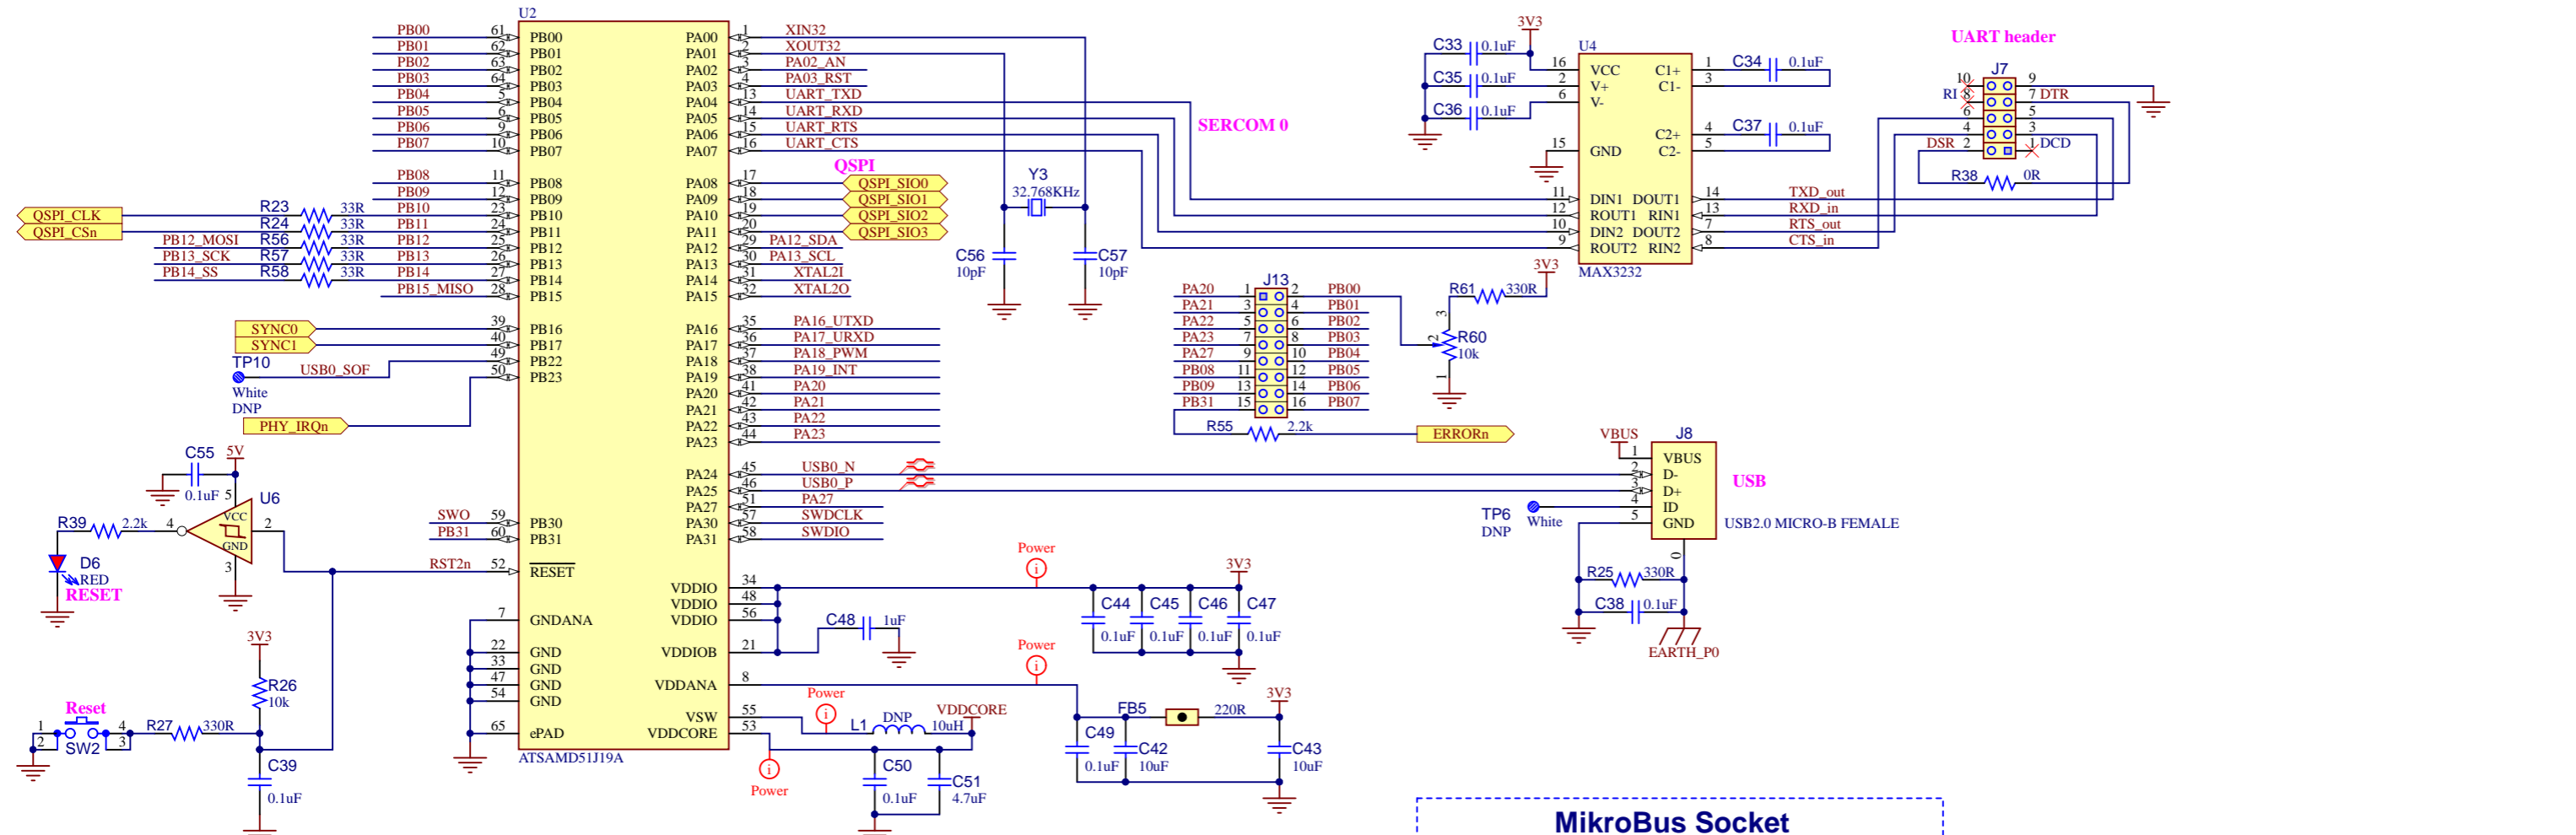 U2
PB00 61 PB00
PB01 62 PB01
PB02 63 PB02
PB03 64 PB03
PB04 5 PB04
PB05 6 PB05
PB06 9 PB06
PB07 10 PB07
PB08 11 PB08
PB09 12 PB09
QSPI_CLK R23 33R PB10 23 PB10
QSPI_CSn R24 33R PB11 24 PB11
PB12_MOSI R56 33R PB12 25 PB12
PB13_SCK R57 33R PB13 26 PB13
PB14_SS R58 33R PB14 27 PB14
PB15_MISO 28 PB15
SYNC0 39 PB16
SYNC1 40 PB17
TP10 49 PB22
USB0_SOF 50 PB23
White
DNP
PHY_IRQn
SWO 59 PB30
PB31 60 PB31
RST2n 52 RESET
7 GNDANA
22 GND
33 GND
47 GND
54 GND
65 ePAD
ATSAMD51J19A
PA00 1 XIN32
PA01 2 XOUT32
PA02 3 PA02_AN
PA03 4 PA03_RST
PA04 13 UART_TXD
PA05 14 UART_RXD
PA06 15 UART_RTS
PA07 16 UART_CTS
SERCOM 0
QSPI
PA08 17 QSPI_SIO0
PA09 18 QSPI_SIO1
PA10 19 QSPI_SIO2
PA11 20 QSPI_SIO3
PA12 29 PA12_SDA
PA13 30 PA13_SCL
PA14 31 XTAL2I
PA15 32 XTAL2O
PA16 35 PA16_UTXD
PA17 36 PA17_URXD
PA18 37 PA18_PWM
PA19 38 PA19_INT
PA20 41 PA20
PA21 42 PA21
PA22 43 PA22
PA23 44 PA23
PA24 45 USB0_N
PA25 46 USB0_P
PA27 51 PA27
PA30 57 SWDCLK
PA31 58 SWDIO
VDDIO 34
VDDIO 48
VDDIO 56
VDDIOB 21
VDDANA 8
VSW 55
VDDCORE 53
Y3
32.768KHz
C56
10pF
C57
10pF
C55 5V
0.1uF 5
U6
VCC
GND
R39 2.2k 4 2
3
D6
RED
RESET
3V3
R26
10k
Reset
1 4 R27 330R
2 3
SW2
C39
0.1uF
Power
i
3V3
C44 C45 C46 C47
0.1uF 0.1uF 0.1uF 0.1uF
C48 1uF
Power
i
Power
i
L1 DNP 10uH VDDCORE
i
Power
C50
0.1uF
C51
4.7uF
FB5 220R 3V3
C49
0.1uF
C42
10uF
C43
10uF
3V3
C33 0.1uF
C35 0.1uF
C36 0.1uF
U4
16 VCC C1+ 1 C34 0.1uF
2 V+ C1- 3
6 V-
C2+ 4 C37 0.1uF
15 GND C2- 5
11 DIN1 DOUT1 14 TXD_out
12 ROUT1 RIN1 13 RXD_in
10 DIN2 DOUT2 7 RTS_out
9 ROUT2 RIN2 8 CTS_in
MAX3232
UART header
J7
10 9
RI 8 7 DTR
6 5
4 3
DSR 2 1 DCD
R38 0R
J13
PA20 1 2 PB00
PA21 3 4 PB01
PA22 5 6 PB02
PA23 7 8 PB03
PA27 9 10 PB04
PB08 11 12 PB05
PB09 13 14 PB06
PB31 15 16 PB07
R55 2.2k ERRORn
3V3
R61 330R
3
2
R60
10k
1
VBUS J8
1 VBUS
2 D-
3 D+
4 ID
5 GND
0
USB
TP6 White
DNP
USB2.0 MICRO-B FEMALE
R25 330R
C38 0.1uF
EARTH_P0
MikroBus Socket